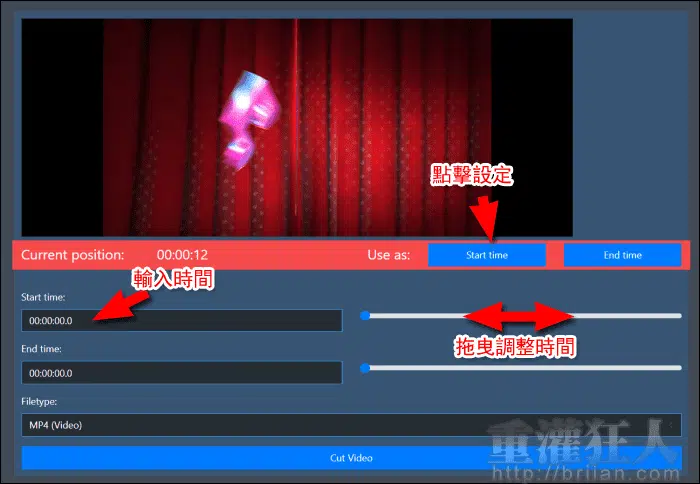 點擊設定
Current position: 00:00:12 Use as: Start time End time
輸入時間
Start time:
00:00:00.0
拖曳調整時間
End time:
00:00:00.0
Filetype:
MP4 (Video)
Cut Video
重灌狂人
http://briian.com